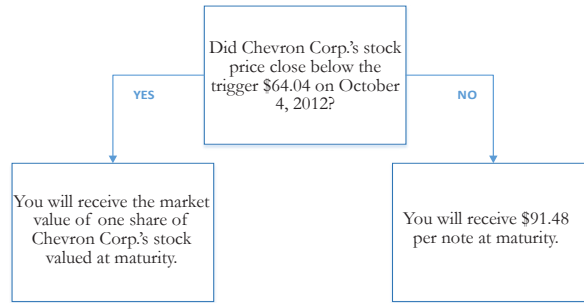 Did Chevron Corp.'s stock
price close below the
trigger $64.04 on October
4, 2012?
YES
NO
You will receive the market
value of one share of
Chevron Corp.'s stock
valued at maturity.
You will receive $91.48
per note at maturity.